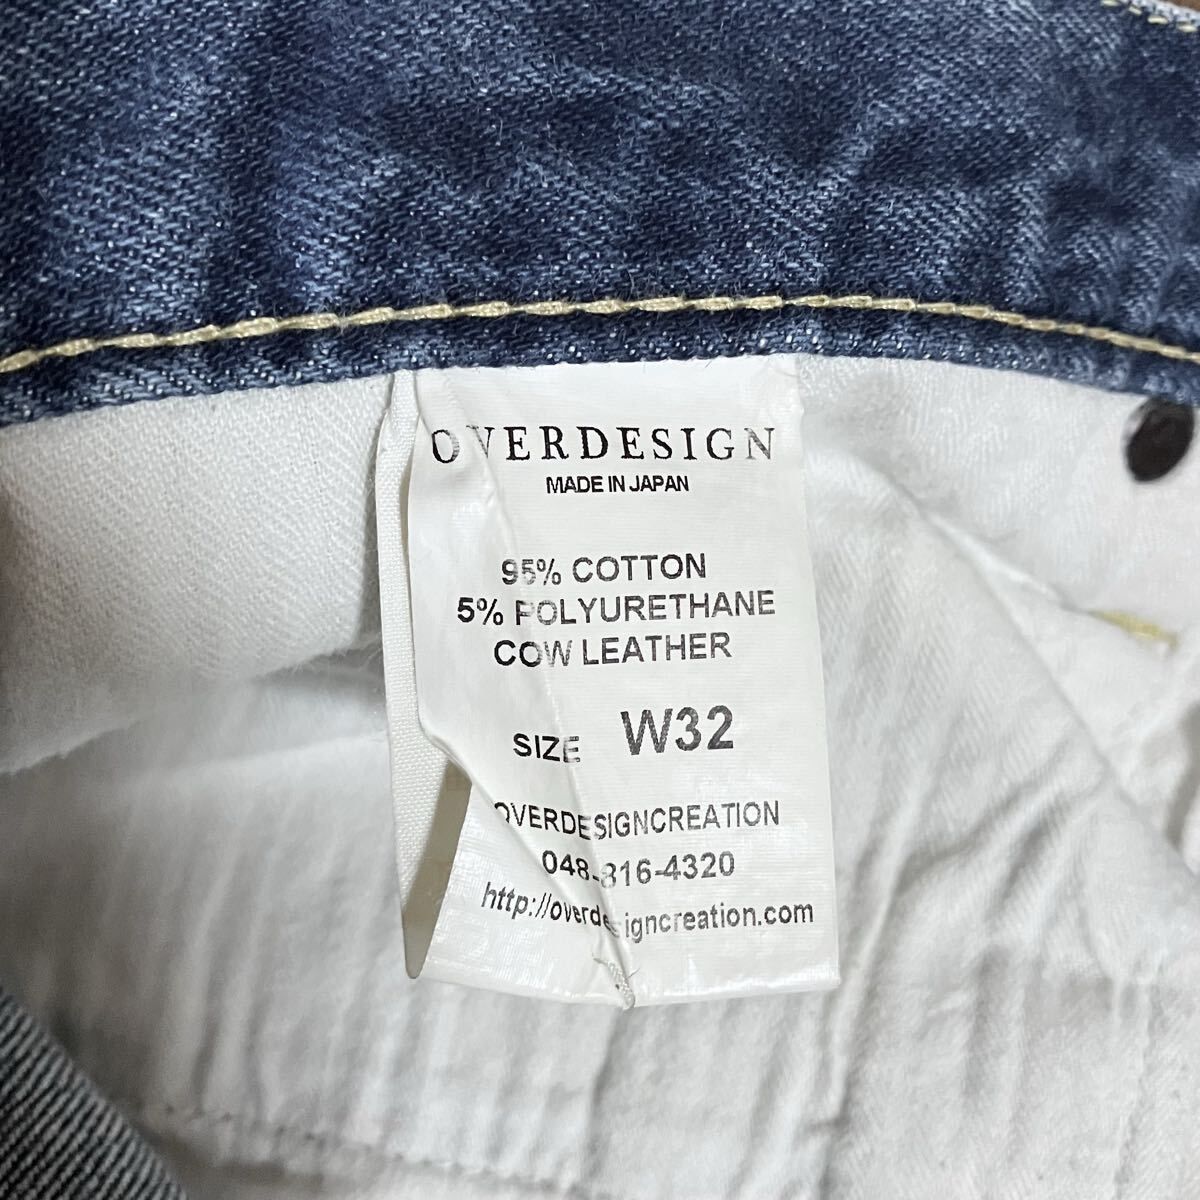 OVERDESIGN
MADE IN JAPAN
95% COTTON
5% POLYURETHANE
COW LEATHER
SIZE W32
OVERDESIGNCREATION
048-816-4320
http://overdesigncreation.com